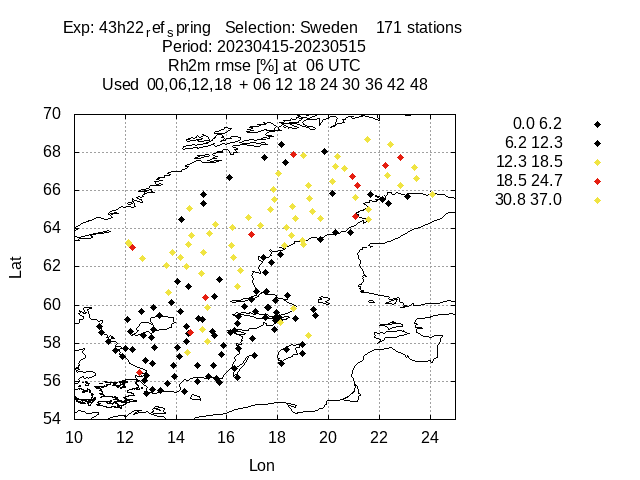 Exp: 43h22refspring Selection: Sweden 171 stations
Period: 20230415-20230515
Rh2m rmse [%] at 06 UTC
Used 00,06,12,18 + 06 12 18 24 30 36 42 48
70
68
66
64
62
60
58
56
54
Lat
10 12 14 16 18 20 22 24
Lon
0.0 6.2
6.2 12.3
12.3 18.5
18.5 24.7
30.8 37.0